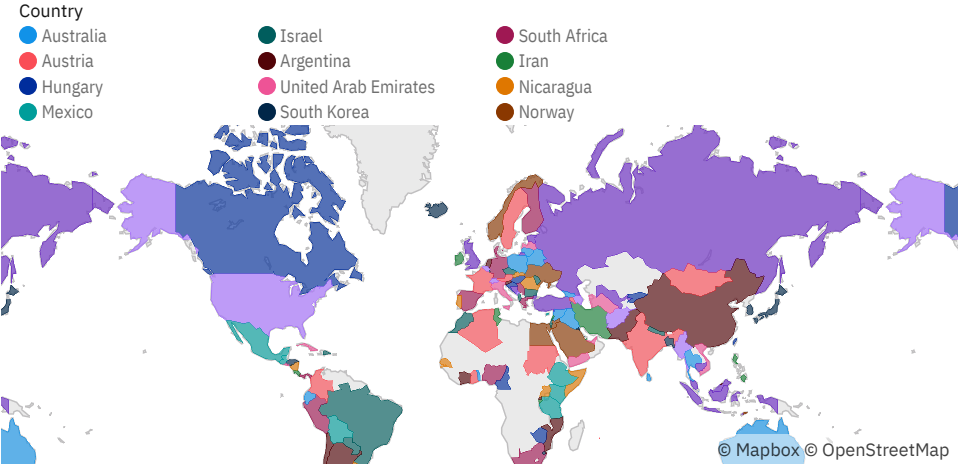 Country
Australia
Israel
South Africa
Austria
Argentina
Iran
Hungary
United Arab Emirates
Nicaragua
Mexico
South Korea
Norway
© Mapbox © OpenStreetMap